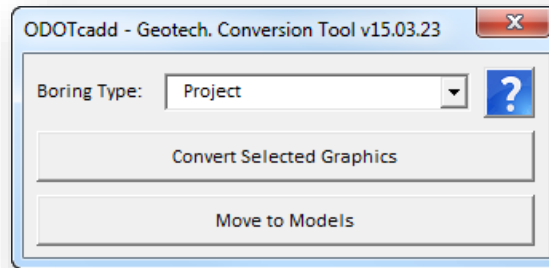 ODOTcadd - Geotech. Conversion Tool v15.03.23
Boring Type: Project
Convert Selected Graphics
Move to Models